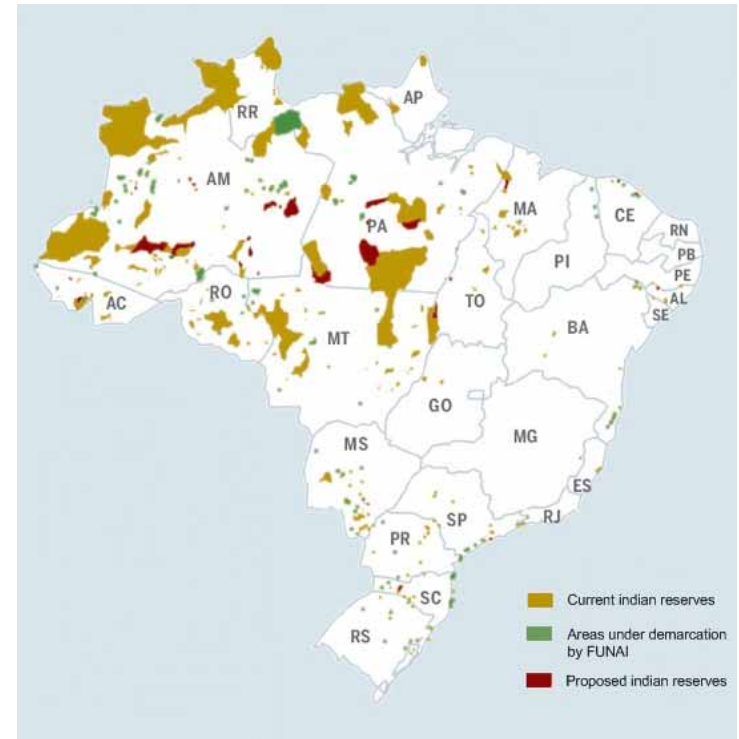 AP
RR
AM
PA
MA
CE
RN
PB
PI
PE
AC
RO
TO
AL
SE
BA
MT
GO
MG
MS
ES
SP
RJ
PR
SC
RS
Current indian reserves
Areas under demarcation
by FUNAI
Proposed indian reserves